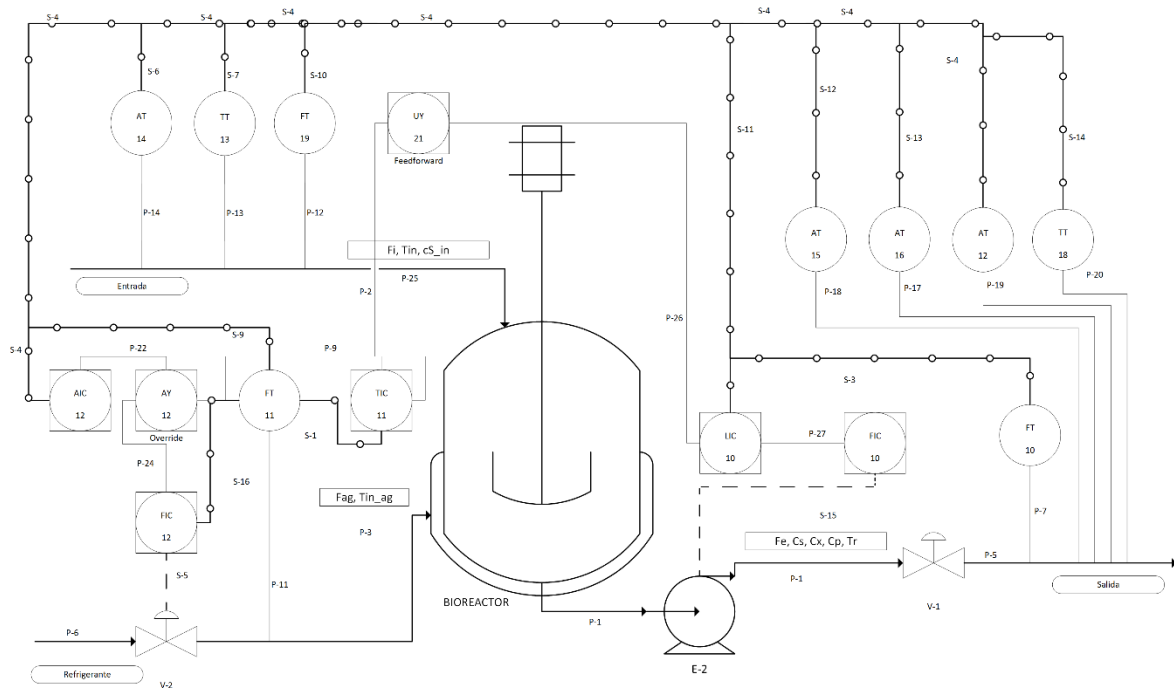 S-4
S-4
S-4
S-4
S-4
S-4
S-6
S-7
S-10
S-4
S-12
S-11
S-13
S-14
AT
14
TT
13
FT
19
UY
21
Feedforward
P-14
P-13
P-12
AT
15
AT
16
AT
12
TT
18
Fi, Tin, cS_in
P-25
P-2
Entrada
P-18
P-17
P-19
P-20
P-26
S-9
S-4
P-22
P-9
S-3
AIC
12
AY
12
Override
FT
11
TIC
11
S-1
LIC
10
P-27
FIC
10
FT
10
P-24
S-16
Fag, Tin_ag
P-3
FIC
12
S-15
P-7
Fe, Cs, Cx, Cp, Tr
P-1
P-5
S-5
P-11
BIOREACTOR
P-1
Salida
V-1
P-6
Refrigerante
V-2
E-2